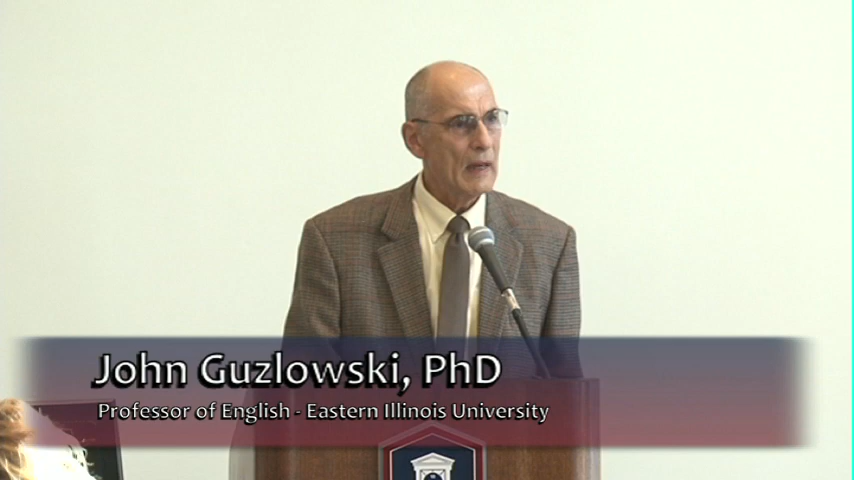 John Guzlowski, PhD
Professor of English - Eastern Illinois University